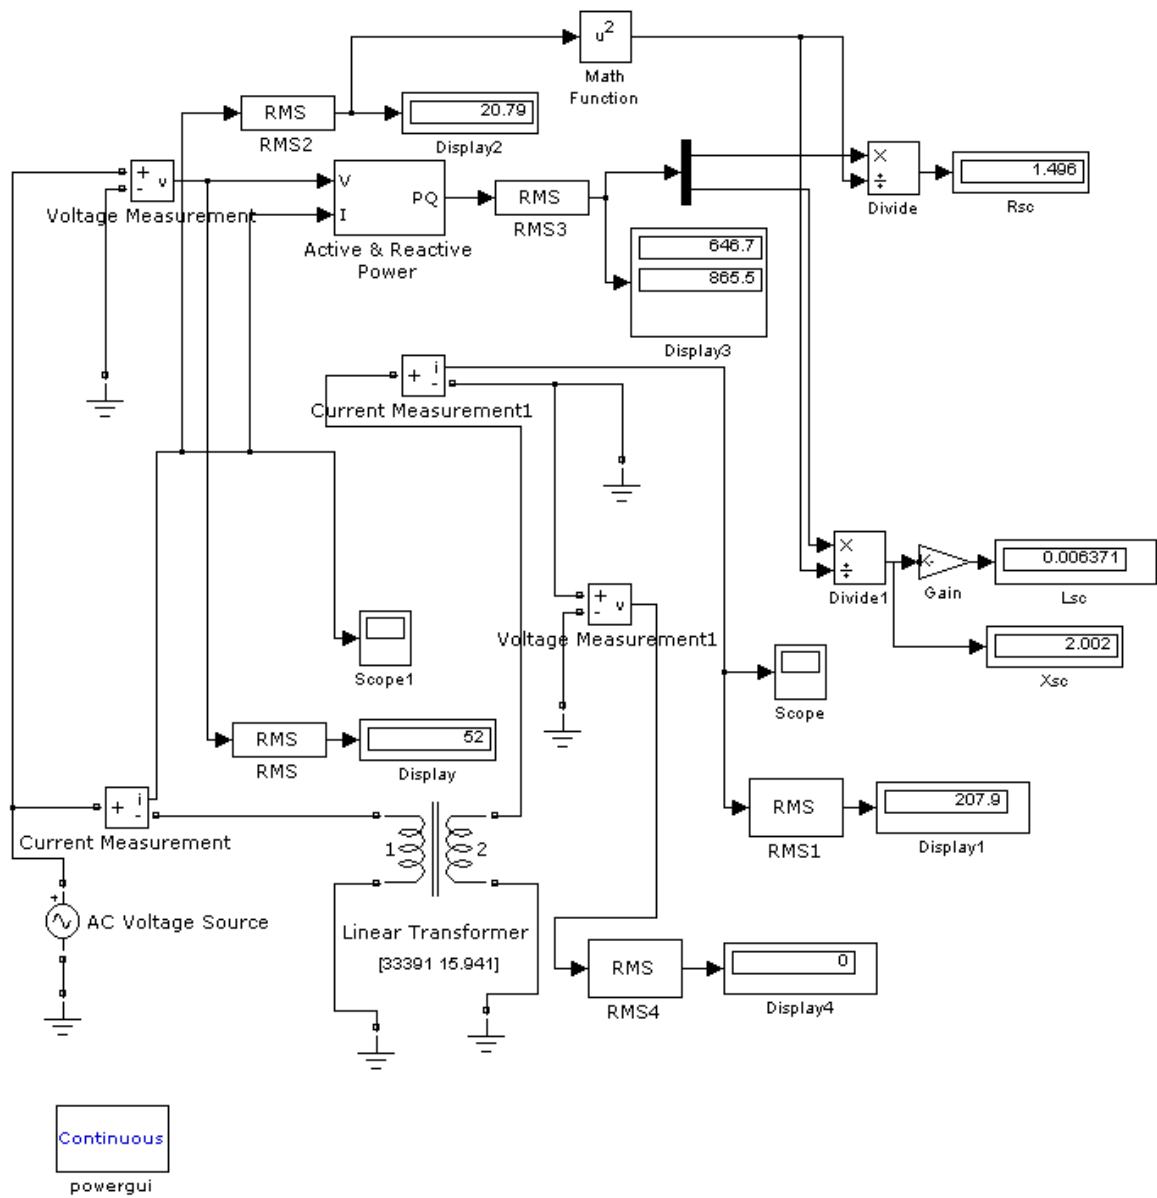 u2
Math
Function
RMS
RMS2
20.79
Display2
+
-
v
Voltage Measurement
V
I
PQ
Active & Reactive
Power
RMS
RMS3
×
÷
Divide
1.496
Rsc
646.7
865.5
Display3
+
i
-
Current Measurement1
×
÷
Divide1
K-
Gain
0.006371
Lsc
2.002
Xsc
+
-
v
Voltage Measurement1
Scope1
Scope
RMS
RMS
52
Display
+
i
-
Current Measurement
RMS
RMS1
207.9
Display1
1
2
Linear Transformer
[33391 15.941]
+
AC Voltage Source
RMS
RMS4
0
Display4
Continuous
powergui